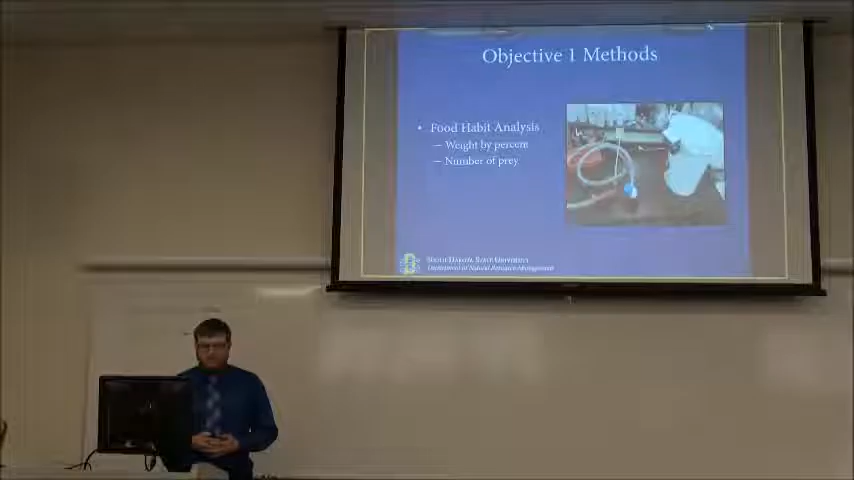 Objective 1 Methods
• Food Habit Analysis
– Weight by percent
– Number of prey
South Dakota State University
Department of Natural Resource Management